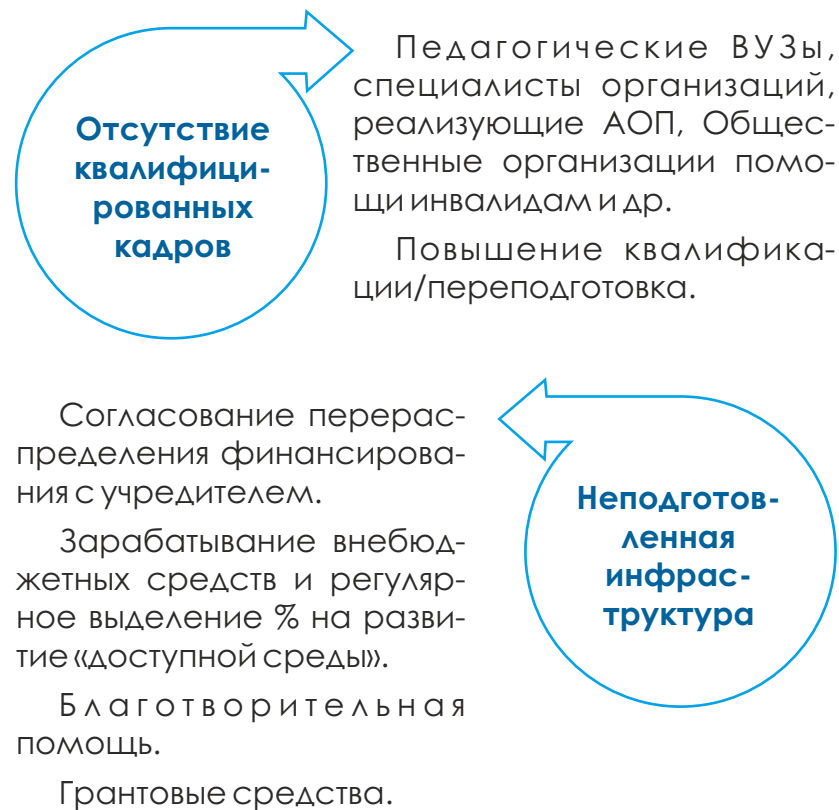 Отсутствие
квалифици-
рованных
кадров
Педагогические ВУЗы,
специалисты организаций,
реализующие АОП, Общес-
твенные организации помо-
щи инвалидам и др.
Повышение квалифика-
ции/переподготовка.
Согласование перерас-
пределения финансирова-
ния с учредителем.
Зарабатывание внебюд-
жетных средств и регуляр-
ное выделение % на разви-
тие «доступной среды».
Благотворительная
помощь.
Грантовые средства.
Неподготов-
ленная
инфрас-
труктура